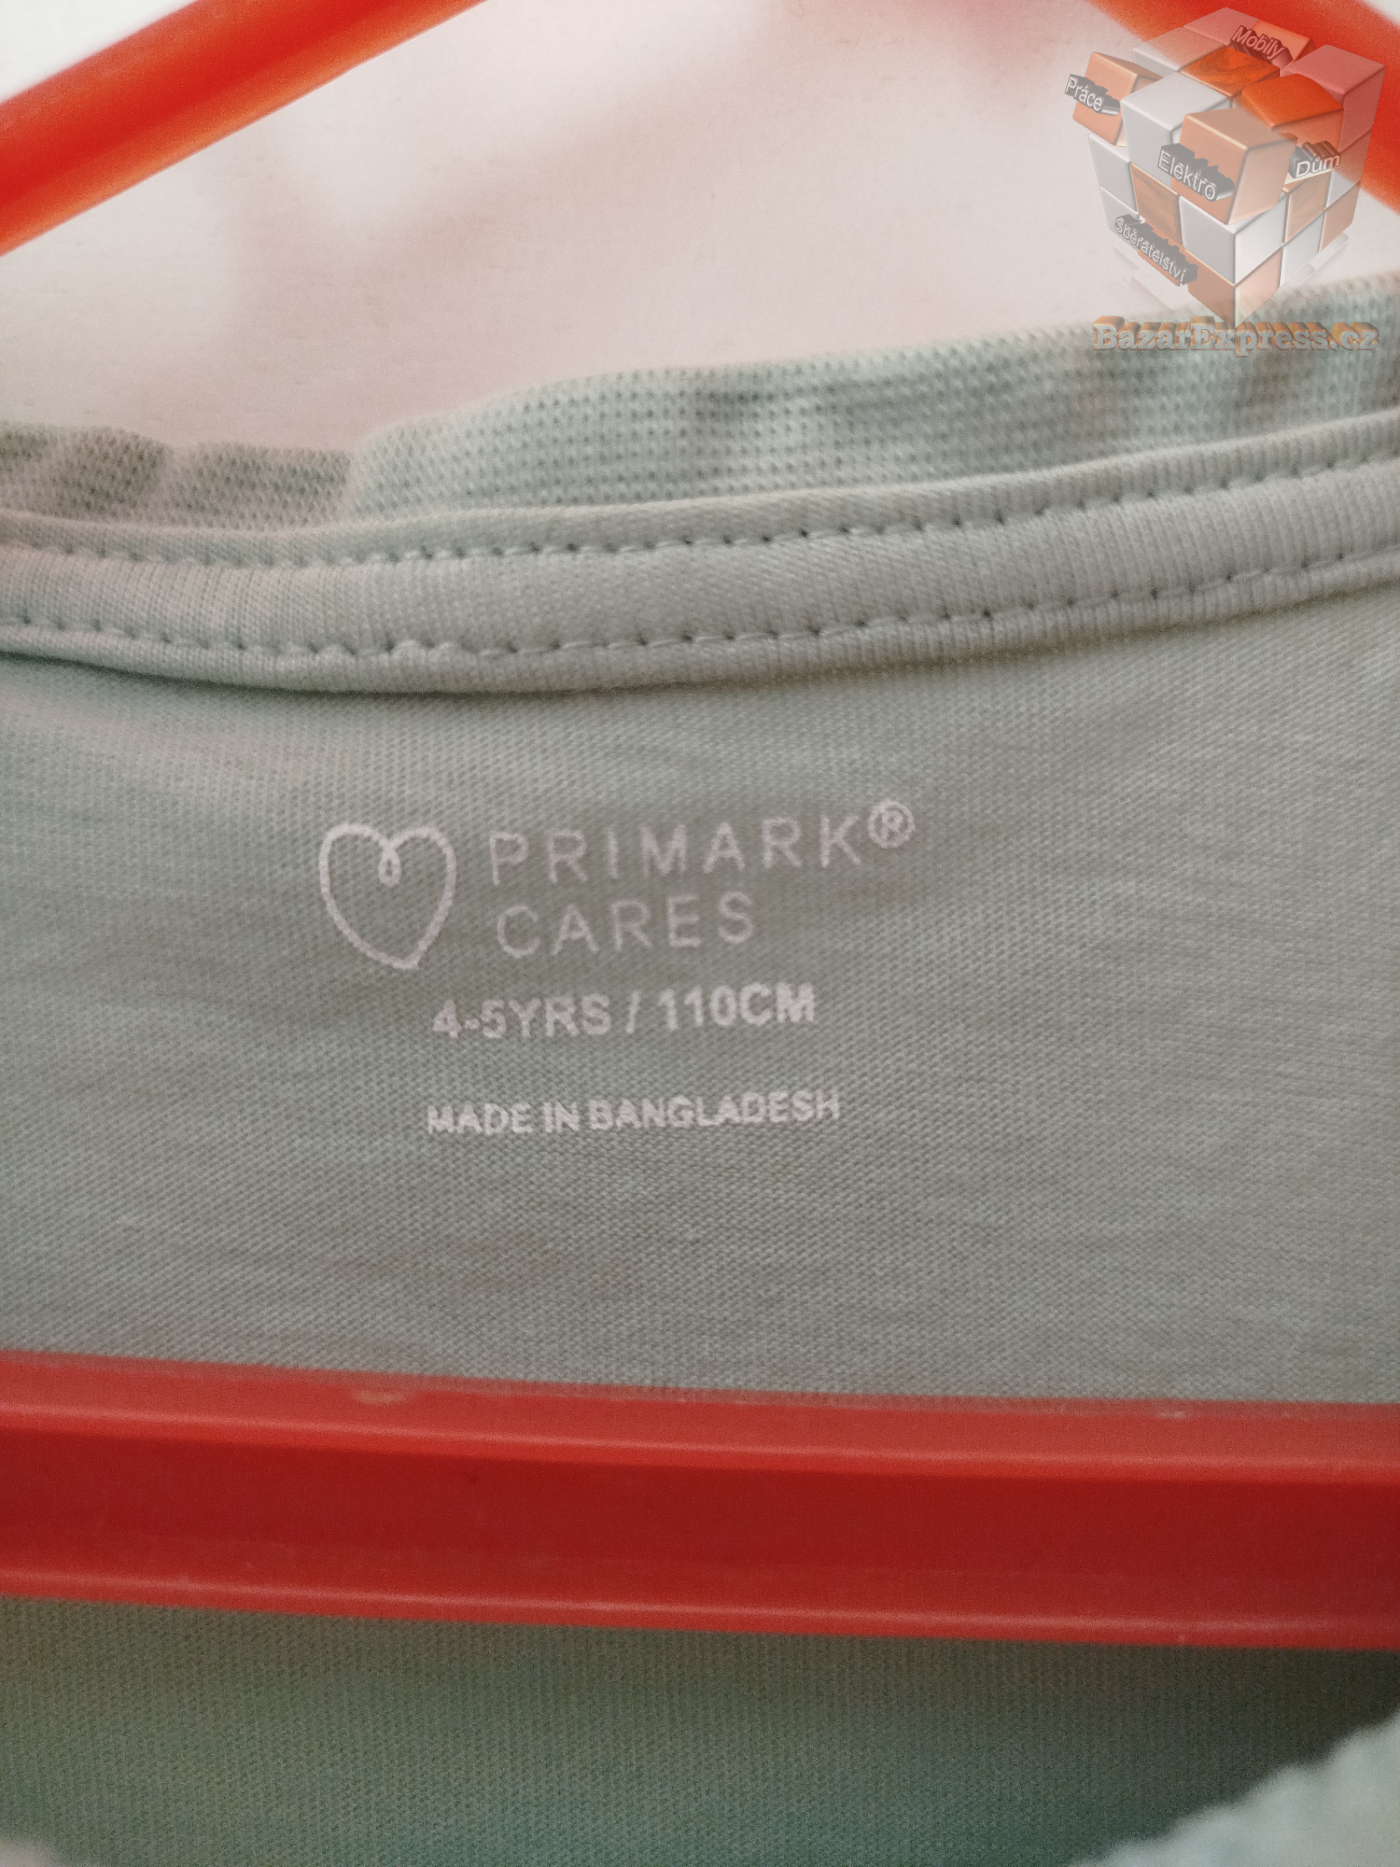 Mobily
Práce
Elektro
Dům
Sběratelství
BazarExpress.cz
PRIMARK®
CARES
4-5YRS / 110CM
MADE IN BANGLADESH